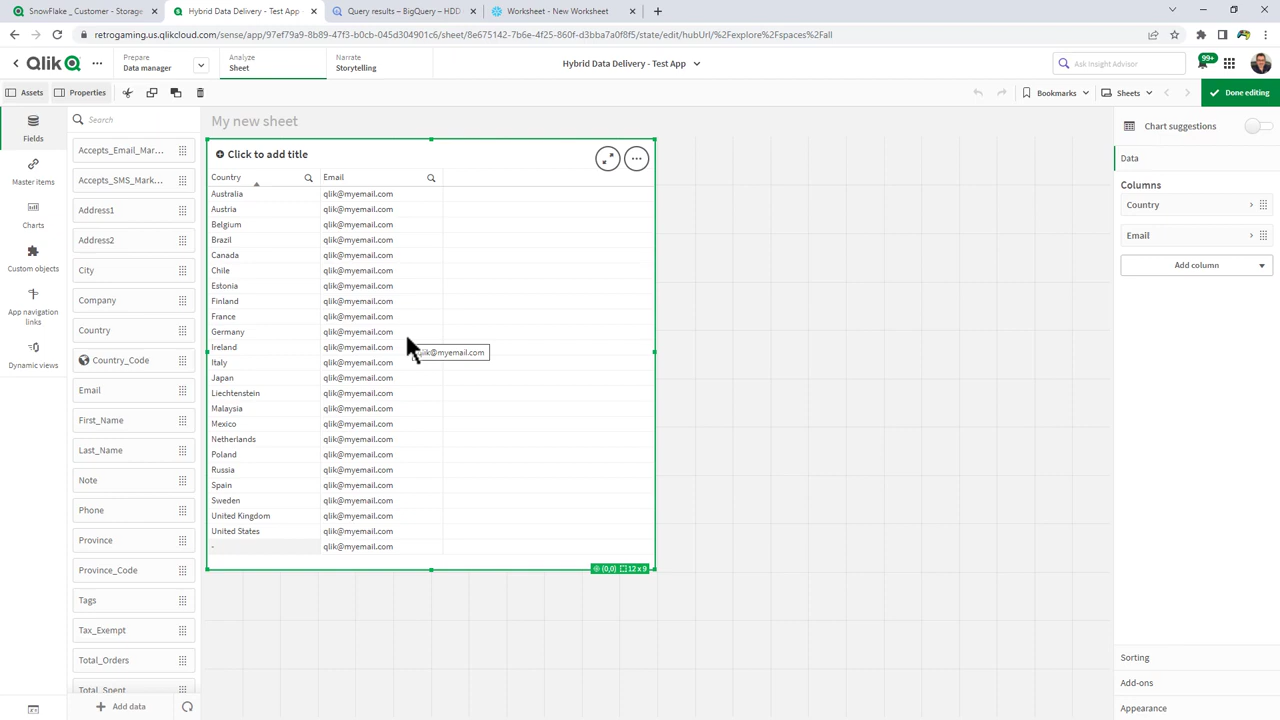 SnowFlake _ Customer - Storage
Hybrid Data Delivery - Test App
Query results – BigQuery – HDD
Worksheet - New Worksheet
retrogaming.us.qlikcloud.com/sense/app/97ef79a9-8b89-47f3-b0cb-045d304901c6/sheet/8e675142-7b6e-4f25-860f-d3bba7a0f8f5/state/edit/hubUrl/%2Fexplore%2Fspaces%2Fall
Qlik
Prepare
Data manager
Analyze
Sheet
Narrate
Storytelling
Hybrid Data Delivery - Test App
Ask Insight Advisor
99+
Assets
Properties
Bookmarks
Sheets
Done editing
Fields
Master items
Charts
Custom objects
App navigation
links
Dynamic views
Search
Accepts_Email_Mar...
Accepts_SMS_Mark...
Address1
Address2
City
Company
Country
Country_Code
Email
First_Name
Last_Name
Note
Phone
Province
Province_Code
Tags
Tax_Exempt
Total_Orders
Total_Spent
Add data
My new sheet
Click to add title
Country Email
Australia qlik@myemail.com
Austria qlik@myemail.com
Belgium qlik@myemail.com
Brazil qlik@myemail.com
Canada qlik@myemail.com
Chile qlik@myemail.com
Estonia qlik@myemail.com
Finland qlik@myemail.com
France qlik@myemail.com
Germany qlik@myemail.com
Ireland qlik@myemail.com
qlik@myemail.com
Italy qlik@myemail.com
Japan qlik@myemail.com
Liechtenstein qlik@myemail.com
Malaysia qlik@myemail.com
Mexico qlik@myemail.com
Netherlands qlik@myemail.com
Poland qlik@myemail.com
Russia qlik@myemail.com
Spain qlik@myemail.com
Sweden qlik@myemail.com
United Kingdom qlik@myemail.com
United States qlik@myemail.com
- qlik@myemail.com
(0,0) 12 x 9
Chart suggestions
Data
Columns
Country
Email
Add column
Sorting
Add-ons
Appearance